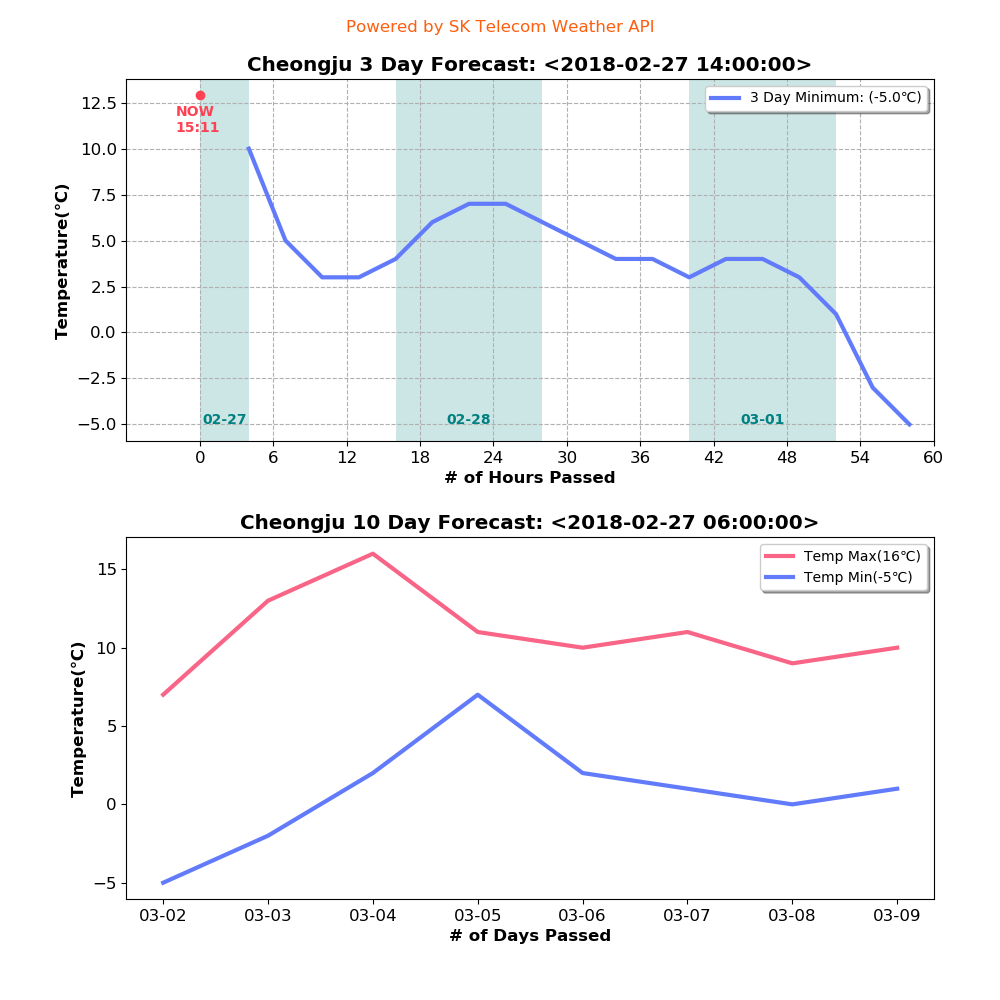 Powered by SK Telecom Weather API
Cheongju 3 Day Forecast: <2018-02-27 14:00:00>
3 Day Minimum: (-5.0℃)
NOW
15:11
12.5
10.0
7.5
5.0
2.5
0.0
−2.5
−5.0
Temperature(℃)
02-27
02-28
03-01
0 6 12 18 24 30 36 42 48 54 60
# of Hours Passed
Cheongju 10 Day Forecast: <2018-02-27 06:00:00>
Temp Max(16℃)
Temp Min(-5℃)
15
10
5
0
−5
Temperature(℃)
03-02 03-03 03-04 03-05 03-06 03-07 03-08 03-09
# of Days Passed